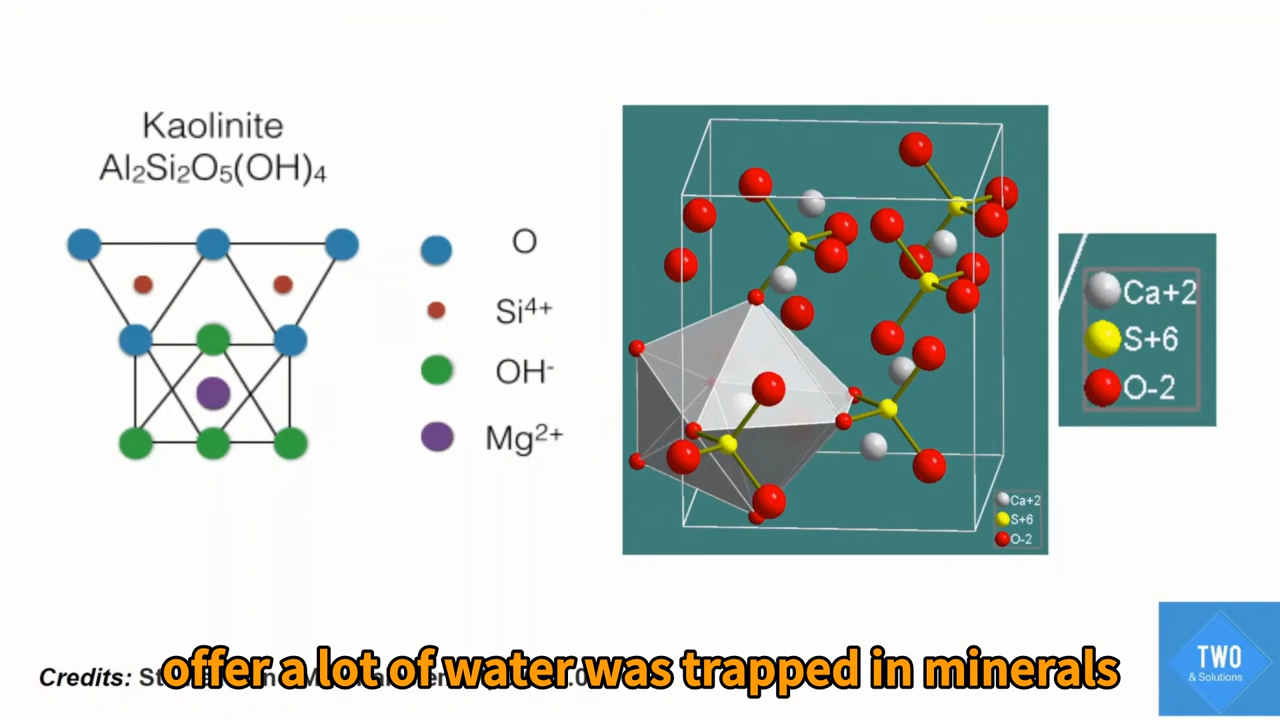 Kaolinite
Al₂Si₂O₅(OH)₄
O
Si⁴⁺
OH⁻
Mg²⁺
Ca+2
S+6
O-2
Ca+2
S+6
O-2
Credits:
offer a lot of water was trapped in minerals
TWO
& Solutions